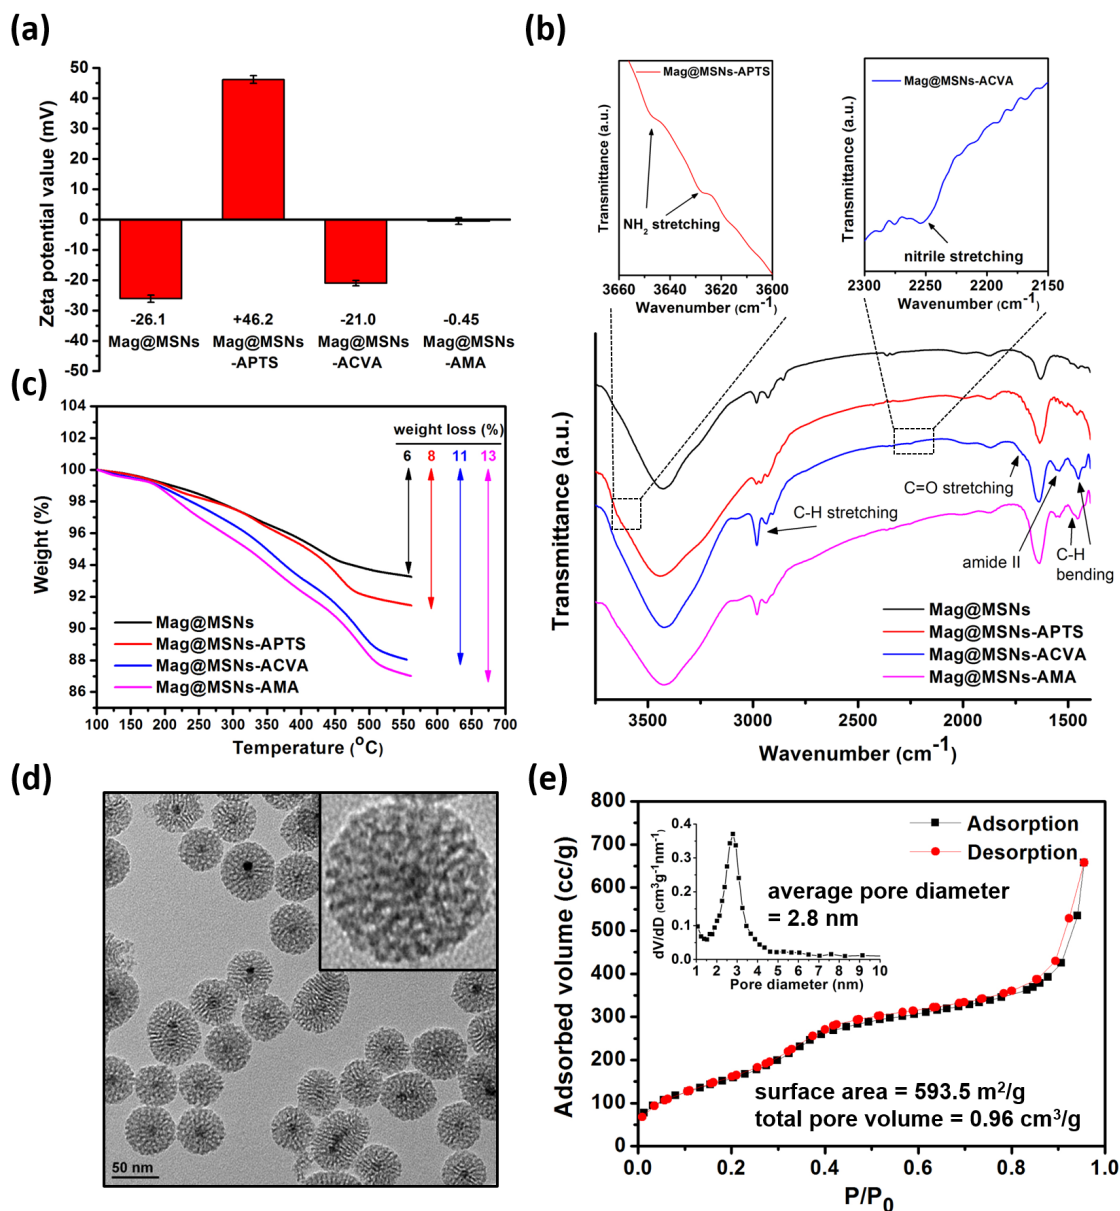 (a)
Zeta potential value (mV)
50
40
30
20
10
0
-10
-20
-30
-40
-50
-26.1
+46.2
-21.0
-0.45
Mag@MSNs
Mag@MSNs
-APTS
Mag@MSNs
-ACVA
Mag@MSNs
-AMA
(b)
Mag@MSNs-APTS
Transmittance (a.u.)
NH2 stretching
3660
3640
3620
3600
Wavenumber (cm-1)
Mag@MSNs-ACVA
Transmittance (a.u.)
nitrile stretching
2300
2250
2200
2150
Wavenumber (cm-1)
Transmittance (a.u.)
C-H stretching
C=O stretching
amide II
C-H
bending
Mag@MSNs
Mag@MSNs-APTS
Mag@MSNs-ACVA
Mag@MSNs-AMA
3500
3000
2500
2000
1500
Wavenumber (cm-1)
(c)
Weight (%)
104
102
100
98
96
94
92
90
88
86
weight loss (%)
6 8 11 13
Mag@MSNs
Mag@MSNs-APTS
Mag@MSNs-ACVA
Mag@MSNs-AMA
100 150 200 250 300 350 400 450 500 550 600 650 700
Temperature (oC)
(d)
50 nm
(e)
Adsorbed volume (cc/g)
800
700
600
500
400
300
200
100
0
Adsorption
Desorption
dV/dD (cm3g-1nm-1)
0.4
0.3
0.2
0.1
0.0
1 2 3 4 5 6 7 8 9 10
Pore diameter (nm)
average pore diameter
= 2.8 nm
surface area = 593.5 m2/g
total pore volume = 0.96 cm3/g
0.0 0.2 0.4 0.6 0.8 1.0
P/P0